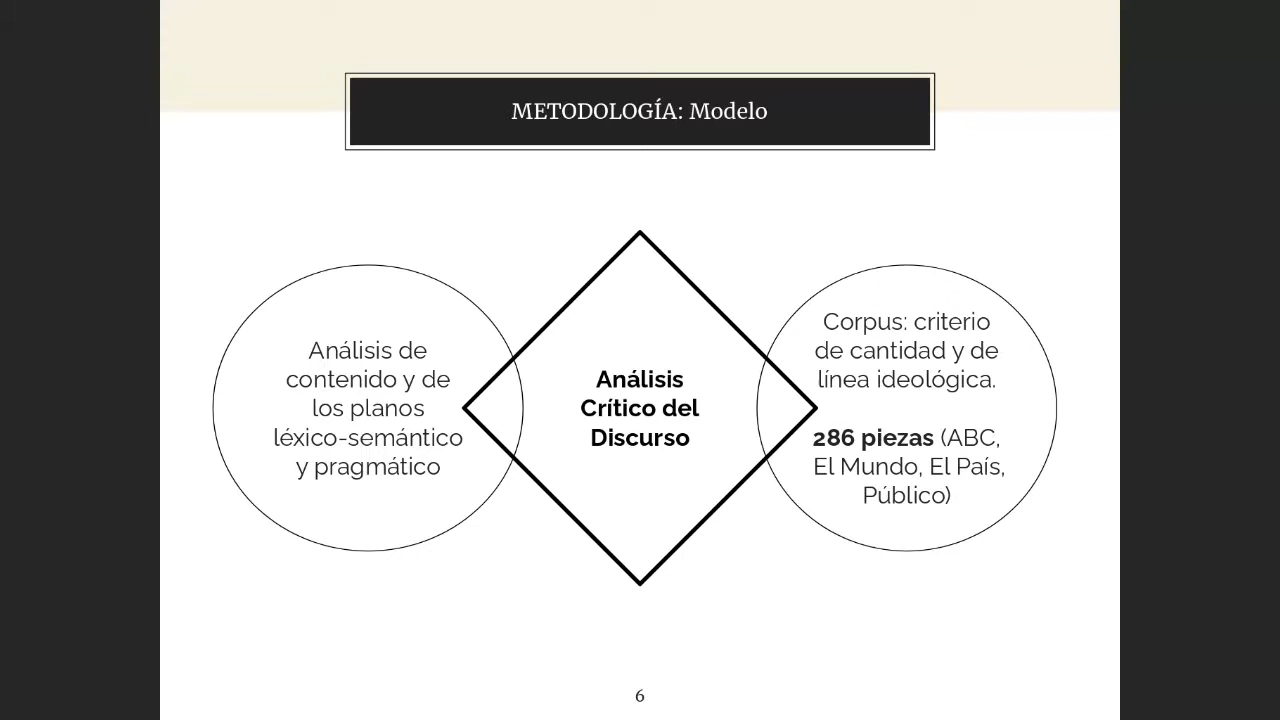 METODOLOGÍA: Modelo
Análisis de
contenido y de
los planos
léxico-semántico
y pragmático
Análisis
Crítico del
Discurso
Corpus: criterio
de cantidad y de
línea ideológica.
286 piezas (ABC,
El Mundo, El País,
Público)
6